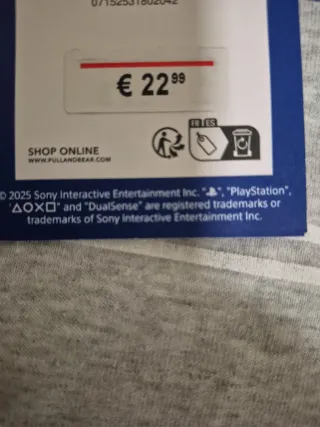 07152531802042
€ 22⁹⁹
FR ES
SHOP ONLINE
WWW.PULLANDBEAR.COM
© 2025 Sony Interactive Entertainment Inc. "", "PlayStation",
"△○✕□" and "DualSense" are registered trademarks or
trademarks of Sony Interactive Entertainment Inc.